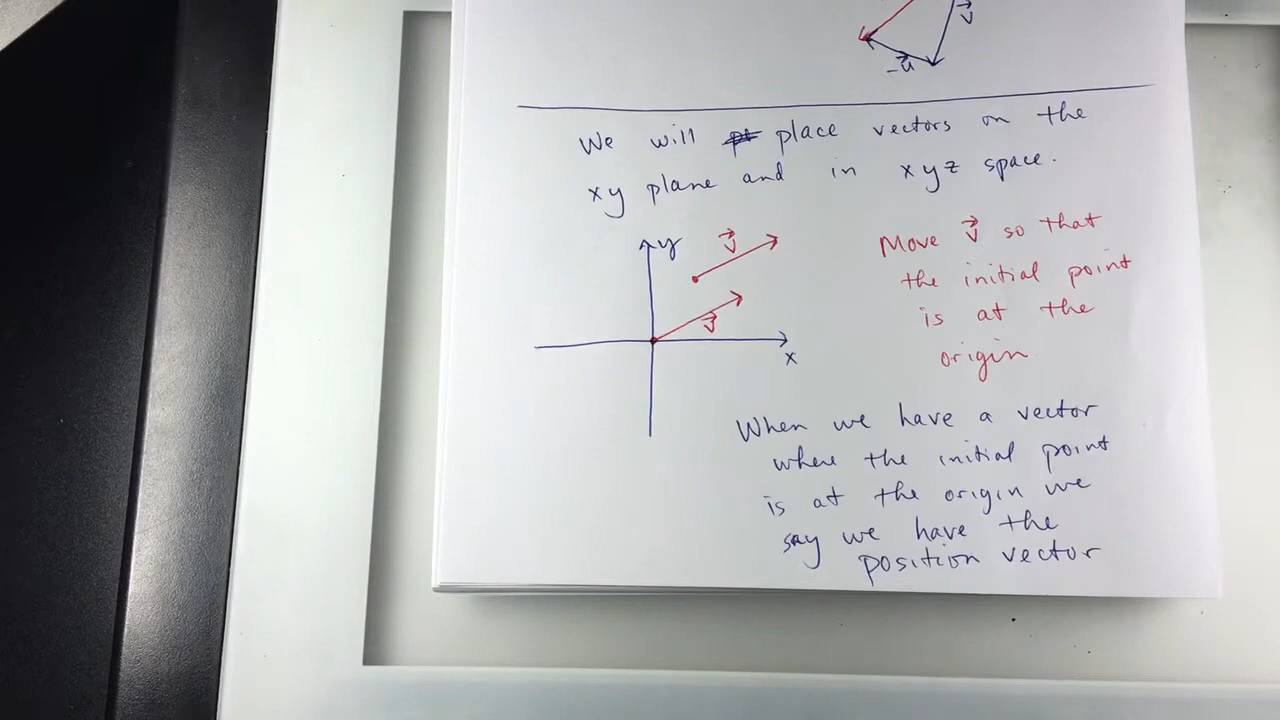 v⃗
-u⃗
We will place vectors on the
xy plane and in xyz space.
y
v⃗
v⃗
x
Move v⃗ so that
the initial point
is at the
origin
When we have a vector
where the initial point
is at the origin we
say we have the
position vector